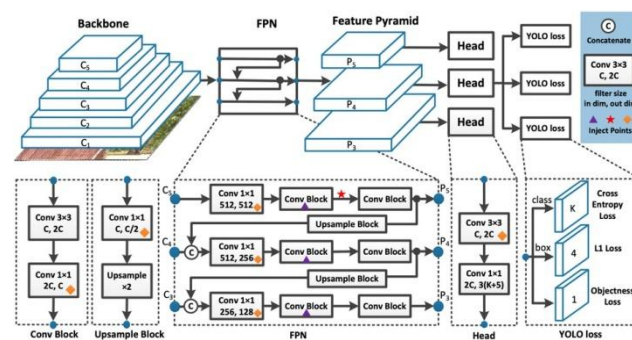 Backbone
FPN
Feature Pyramid
C5
C4
C3
C2
C1
P5
P4
P3
Head
Head
Head
YOLO loss
YOLO loss
YOLO loss
C
Concatenate
Conv 3×3
C, 2C
filter size
in dim, out di
Inject Points
Conv 3×3
C, 2C
Conv 1×1
2C, C
Conv Block
Conv 1×1
C, C/2
Upsample
×2
Upsample Block
C5
Conv 1×1
512, 512
Conv Block
Conv Block
P5
Upsample Block
C4
C
Conv 1×1
512, 256
Conv Block
Conv Block
P4
Upsample Block
C3
C
Conv 1×1
256, 128
Conv Block
Conv Block
P3
FPN
Conv 3×3
C, 2C
Conv 1×1
2C, 3(K+5)
Head
class
K
Cross
Entropy
Loss
box
4
L1 Loss
1
Objectness
Loss
YOLO loss